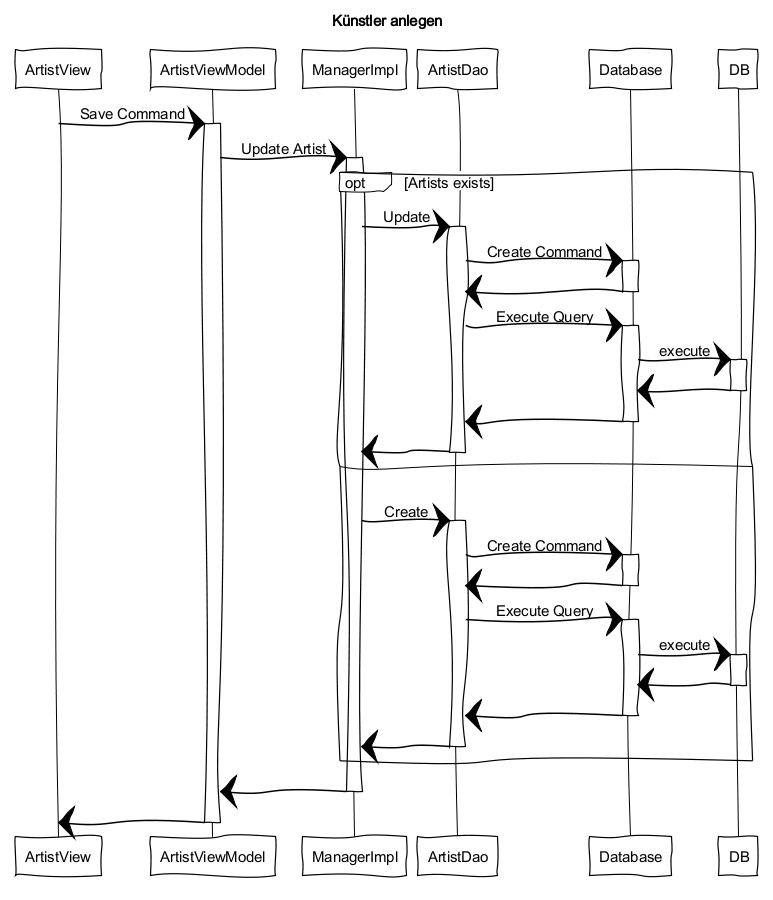 Künstler anlegen
ArtistView ArtistViewModel ManagerImpl ArtistDao Database DB
Save Command
Update Artist
opt [Artists exists]
Update
Create Command
Execute Query
execute
Create
Create Command
Execute Query
execute
ArtistView ArtistViewModel ManagerImpl ArtistDao Database DB